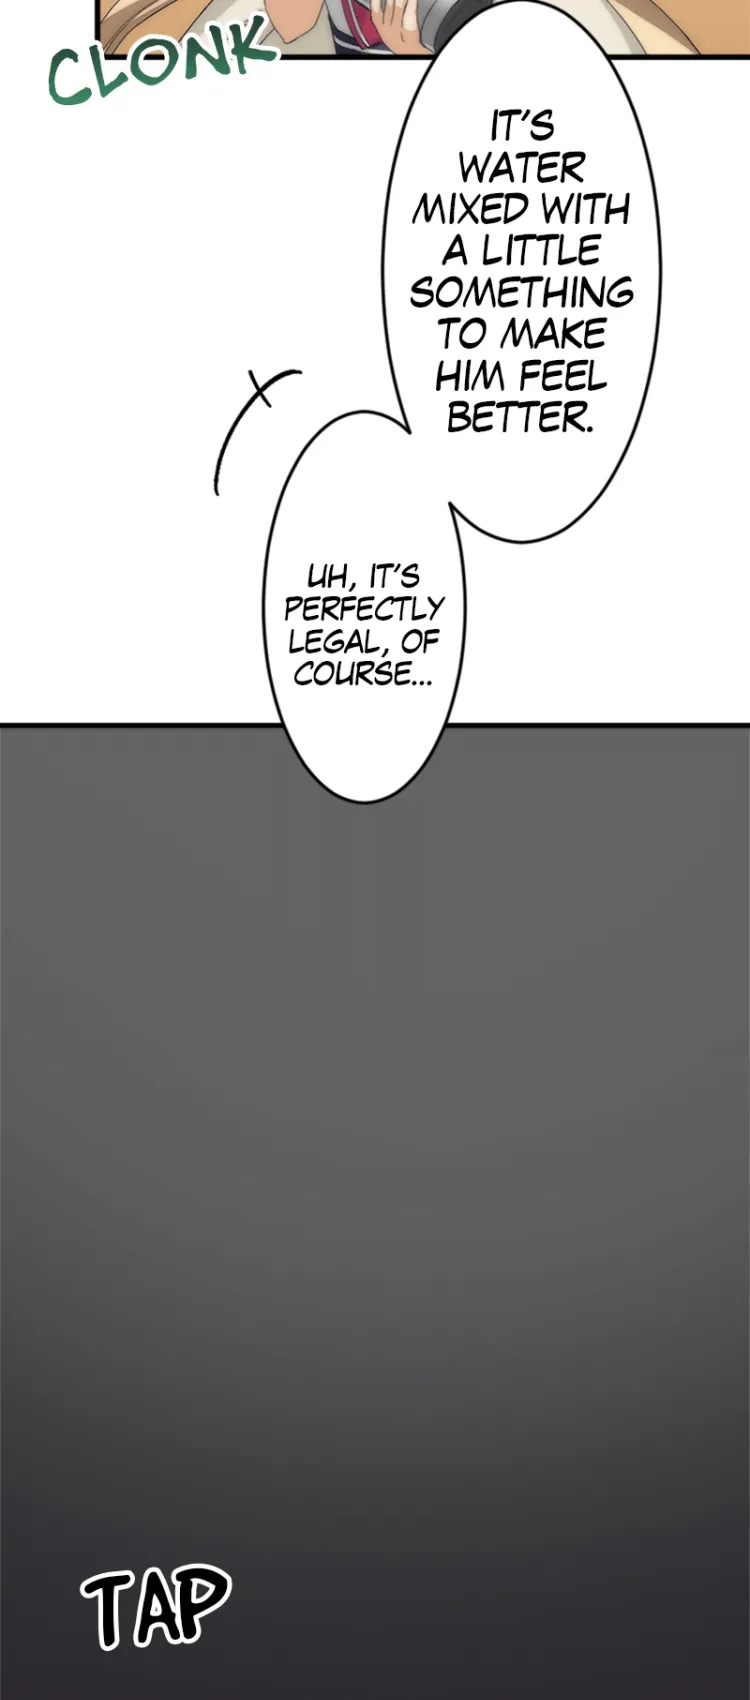 CLONK
IT'S
WATER
MIXED WITH
A LITTLE
SOMETHING
TO MAKE
HIM FEEL
BETTER.
UH, IT'S
PERFECTLY
LEGAL, OF
COURSE...
TAP